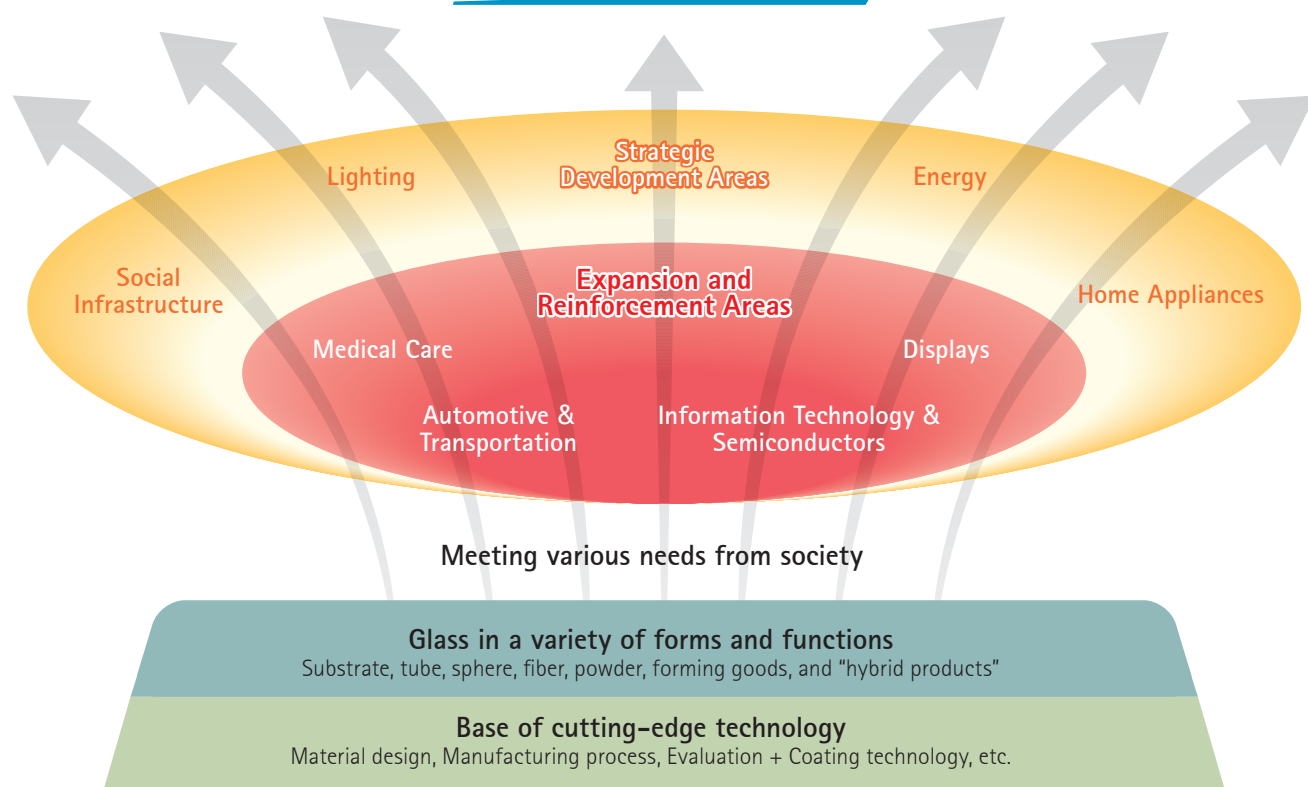 Strategic
Development Areas
Lighting
Energy
Social
Infrastructure
Home Appliances
Expansion and
Reinforcement Areas
Medical Care
Displays
Automotive &
Transportation
Information Technology &
Semiconductors
Meeting various needs from society
Glass in a variety of forms and functions
Substrate, tube, sphere, fiber, powder, forming goods, and “hybrid products”
Base of cutting-edge technology
Material design, Manufacturing process, Evaluation + Coating technology, etc.